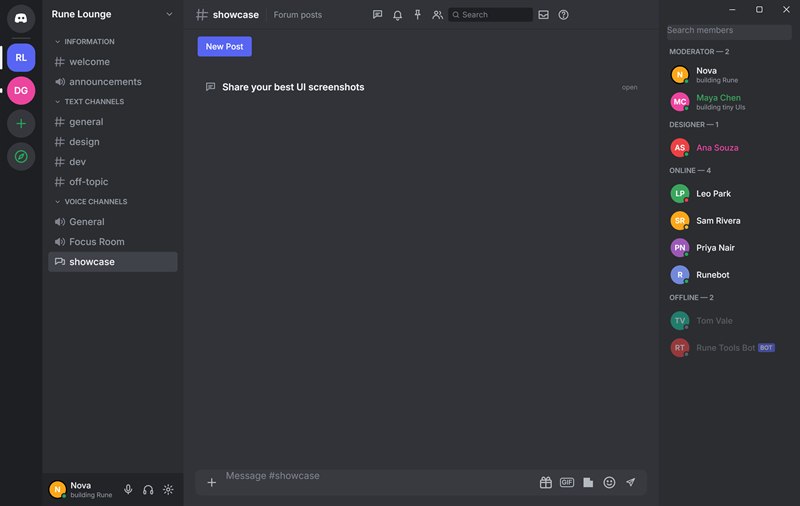 Rune Lounge
RL
DG
INFORMATION
welcome
announcements
TEXT CHANNELS
general
design
dev
off-topic
VOICE CHANNELS
General
Focus Room
showcase
N
Nova
building Rune
showcase
Forum posts
Search
New Post
Share your best UI screenshots
open
Message #showcase
GIF
Search members
MODERATOR — 2
N
Nova
building Rune
MC
Maya Chen
building tiny UIs
DESIGNER — 1
AS
Ana Souza
ONLINE — 4
LP
Leo Park
SR
Sam Rivera
PN
Priya Nair
R
Runebot
OFFLINE — 2
TV
Tom Vale
RT
Rune Tools Bot BOT